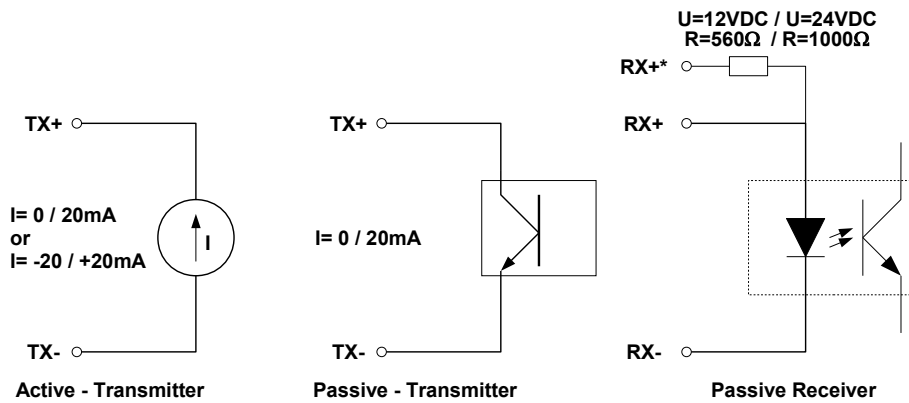 U=12VDC / U=24VDC
R=560Ω / R=1000Ω
RX+*
TX+
TX+
RX+
I= 0 / 20mA
or
I= -20 / +20mA
I
I= 0 / 20mA
TX-
TX-
RX-
Active - Transmitter
Passive - Transmitter
Passive Receiver